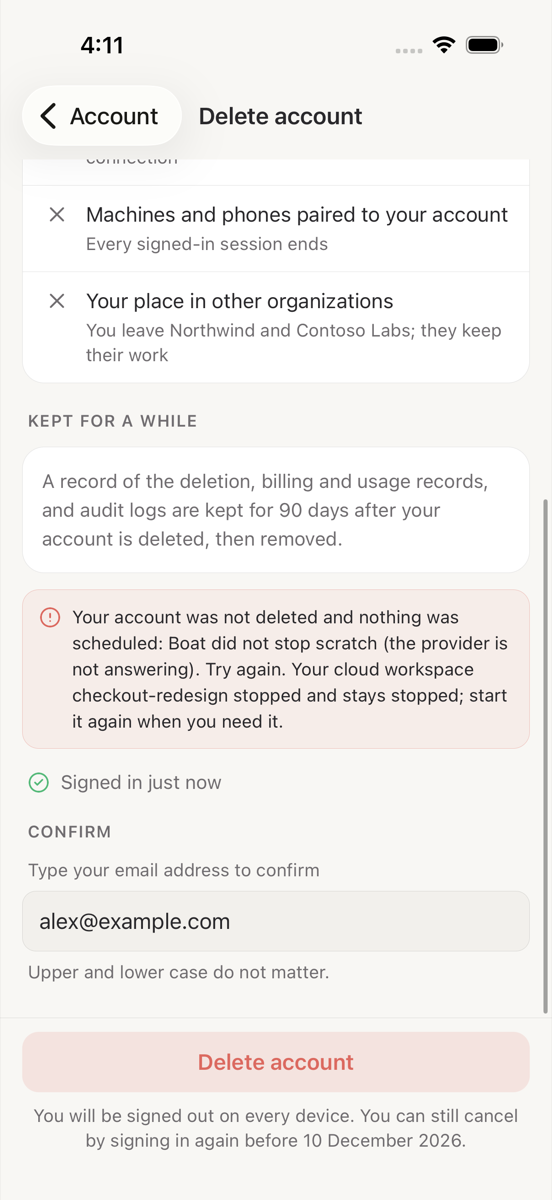 4:11
Account
Delete account
connection
Machines and phones paired to your account
Every signed-in session ends
Your place in other organizations
You leave Northwind and Contoso Labs; they keep
their work
KEPT FOR A WHILE
A record of the deletion, billing and usage records,
and audit logs are kept for 90 days after your
account is deleted, then removed.
Your account was not deleted and nothing was
scheduled: Boat did not stop scratch (the provider is
not answering). Try again. Your cloud workspace
checkout-redesign stopped and stays stopped; start
it again when you need it.
Signed in just now
CONFIRM
Type your email address to confirm
alex@example.com
Upper and lower case do not matter.
Delete account
You will be signed out on every device. You can still cancel
by signing in again before 10 December 2026.